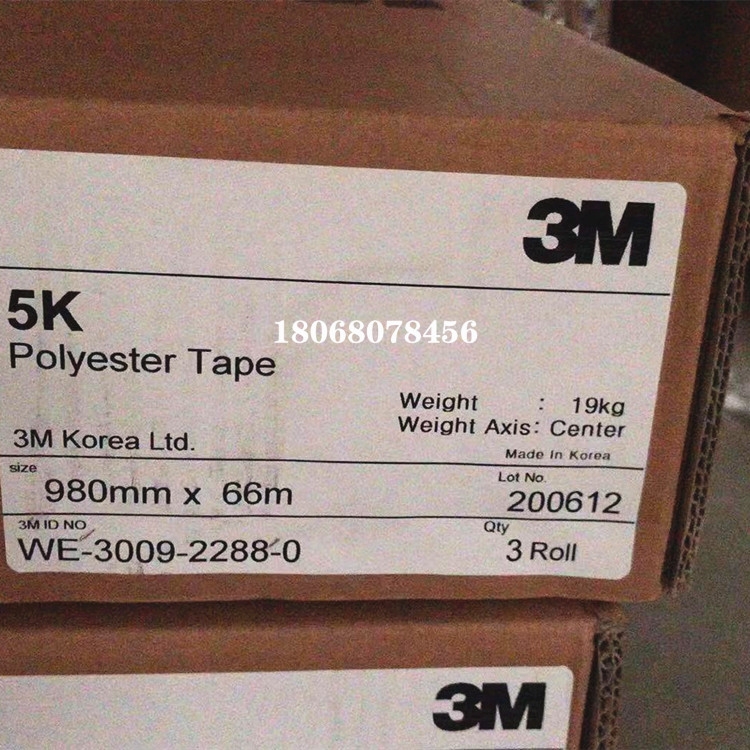 3M
5K
18068078456
Polyester Tape
Weight : 19kg
Weight Axis: Center
3M Korea Ltd.
Made In Korea
size
980mm x 66m
Lot No.
200612
3M ID NO
WE-3009-2288-0
Qty
3 Roll
3M